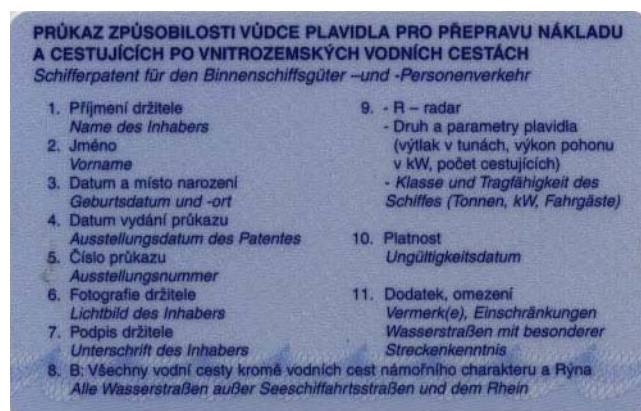 PRŮKAZ ZPŮSOBILOSTI VŮDCE PLAVIDLA PRO PŘEPRAVU NÁKLADU
A CESTUJÍCÍCH PO VNITROZEMSKÝCH VODNÍCH CESTÁCH
Schifferpatent für den Binnenschiffsgüter –und -Personenverkehr
1. Příjmení držitele
Name des Inhabers
2. Jméno
Vorname
3. Datum a místo narození
Geburtsdatum und -ort
4. Datum vydání průkazu
Ausstellungsdatum des Patentes
5. Číslo průkazu
Ausstellungsnummer
6. Fotografie držitele
Lichtbild des Inhabers
7. Podpis držitele
Unterschrift des Inhabers
8. B: Všechny vodní cesty kromě vodních cest námořního charakteru a Rýna
Alle Wasserstraßen außer Seeschiffahrtsstraßen und dem Rhein
9. - R – radar
- Druh a parametry plavidla
(výtlak v tunách, výkon pohonu
v kW, počet cestujících)
- Klasse und Tragfähigkeit des
Schiffes (Tonnen, kW, Fahrgäste)
10. Platnost
Ungültigkeitsdatum
11. Dodatek, omezení
Vermerk(e), Einschränkungen
Wasserstraßen mit besonderer
Streckenkenntnis